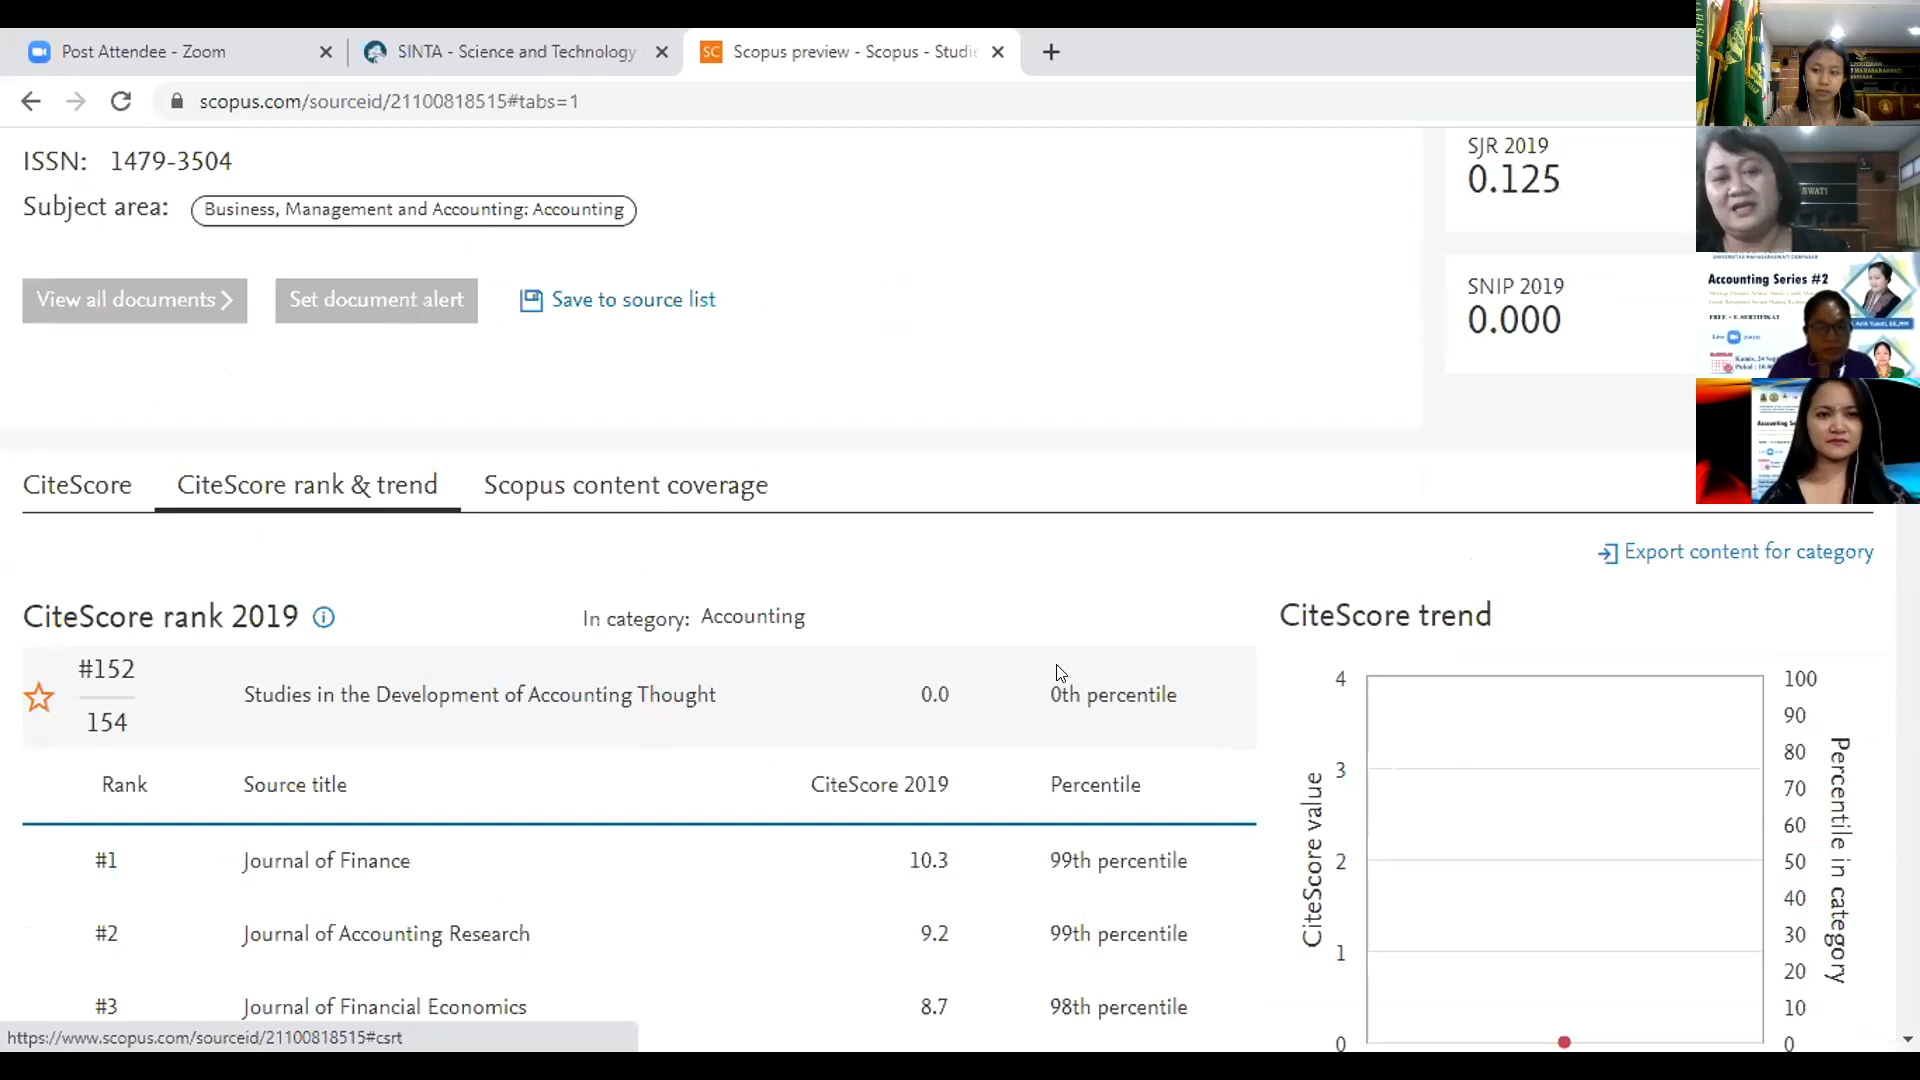 Post Attendee - Zoom
SINTA - Science and Technology
SC Scopus preview - Scopus - Studi
scopus.com/sourceid/21100818515#tabs=1
ISSN: 1479-3504
Subject area: Business, Management and Accounting: Accounting
SJR 2019
0.125
SNIP 2019
0.000
View all documents
Set document alert
Save to source list
SWATI
Accounting Series #2
FREE + E-SERTIFIKAT
Live zoom
CiteScore
CiteScore rank & trend
Scopus content coverage
Export content for category
CiteScore rank 2019
In category: Accounting
#152
154
Studies in the Development of Accounting Thought 0.0 0th percentile
Rank Source title CiteScore 2019 Percentile
#1 Journal of Finance 10.3 99th percentile
#2 Journal of Accounting Research 9.2 99th percentile
#3 Journal of Financial Economics 8.7 98th percentile
CiteScore trend
CiteScore value
4
3
2
1
0
100
90
80
70
60
50
40
30
20
10
0
Percentile in category
https://www.scopus.com/sourceid/21100818515#csrt